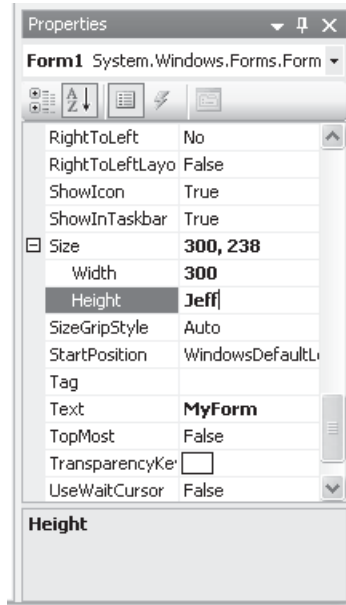 Properties
Form1 System.Windows.Forms.Form
A Z
RightToLeft No
RightToLeftLayo False
ShowIcon True
ShowInTaskbar True
Size 300, 238
Width 300
Height Jeff
SizeGripStyle Auto
StartPosition WindowsDefaultL
Tag
Text MyForm
TopMost False
TransparencyKe
UseWaitCursor False
Height